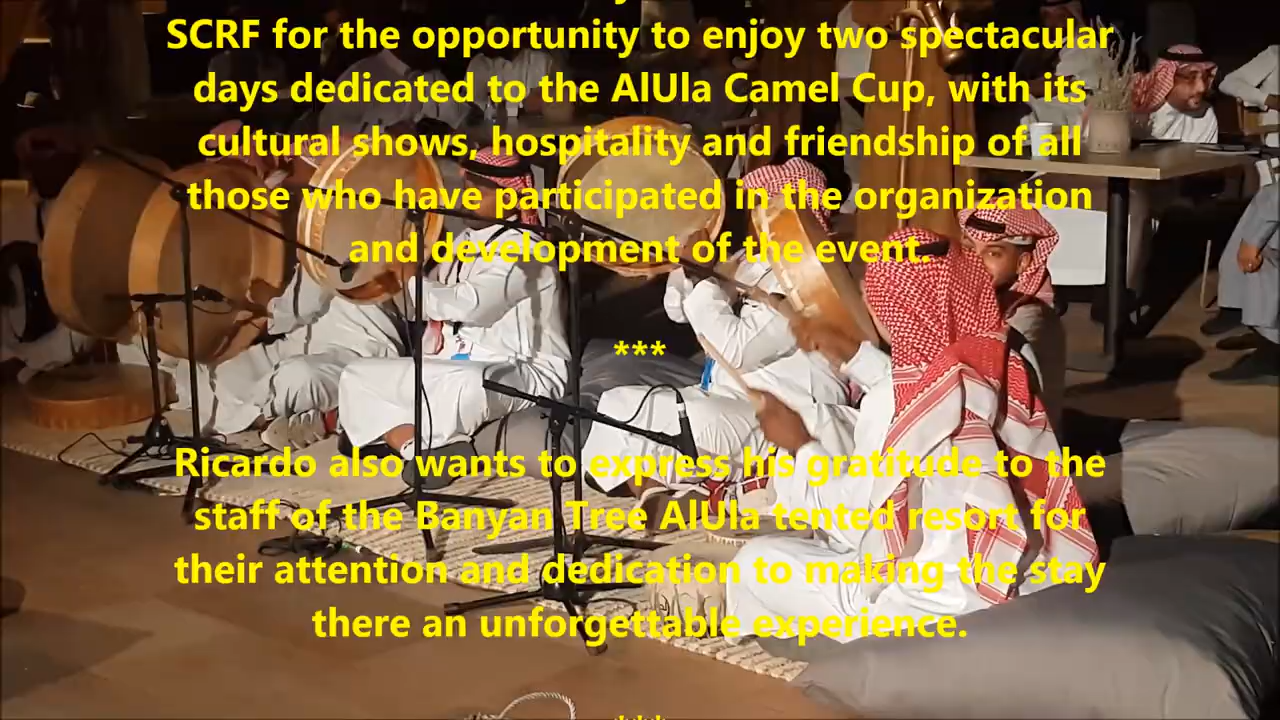 SCRF for the opportunity to enjoy two spectacular
days dedicated to the AlUla Camel Cup, with its
cultural shows, hospitality and friendship of all
those who have participated in the organization
and development of the event.
***
Ricardo also wants to express his gratitude to the
staff of the Banyan Tree AlUla tented resort for
their attention and dedication to making the stay
there an unforgettable experience.
***